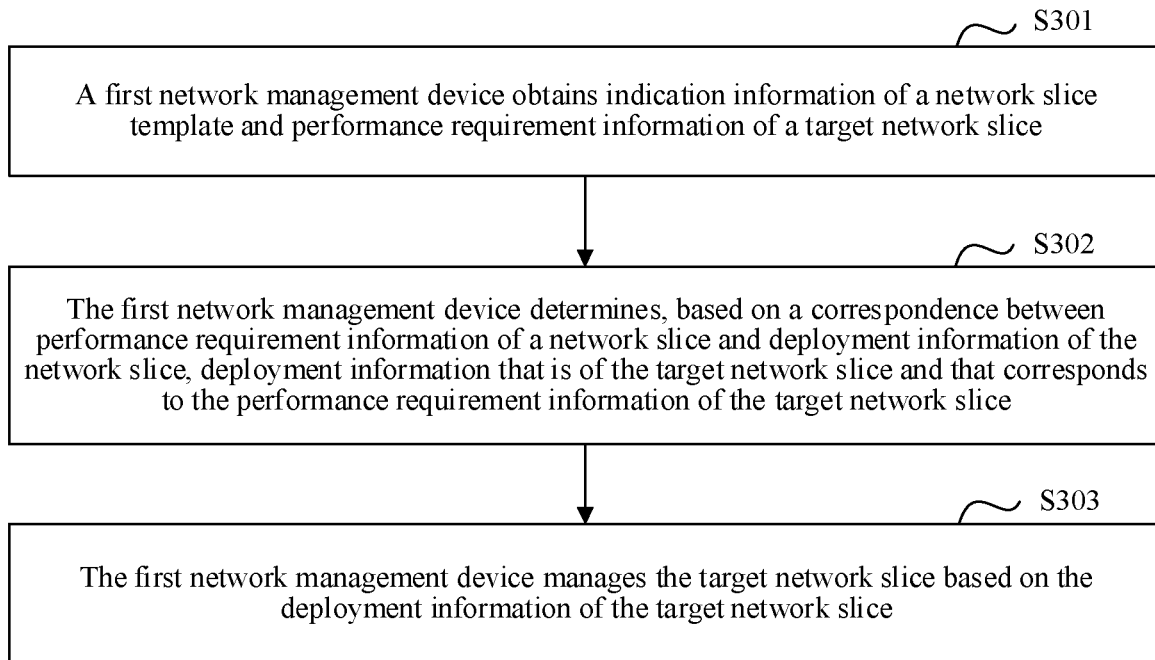 S301
A first network management device obtains indication information of a network slice
template and performance requirement information of a target network slice
S302
The first network management device determines, based on a correspondence between
performance requirement information of a network slice and deployment information of the
network slice, deployment information that is of the target network slice and that corresponds
to the performance requirement information of the target network slice
S303
The first network management device manages the target network slice based on the
deployment information of the target network slice